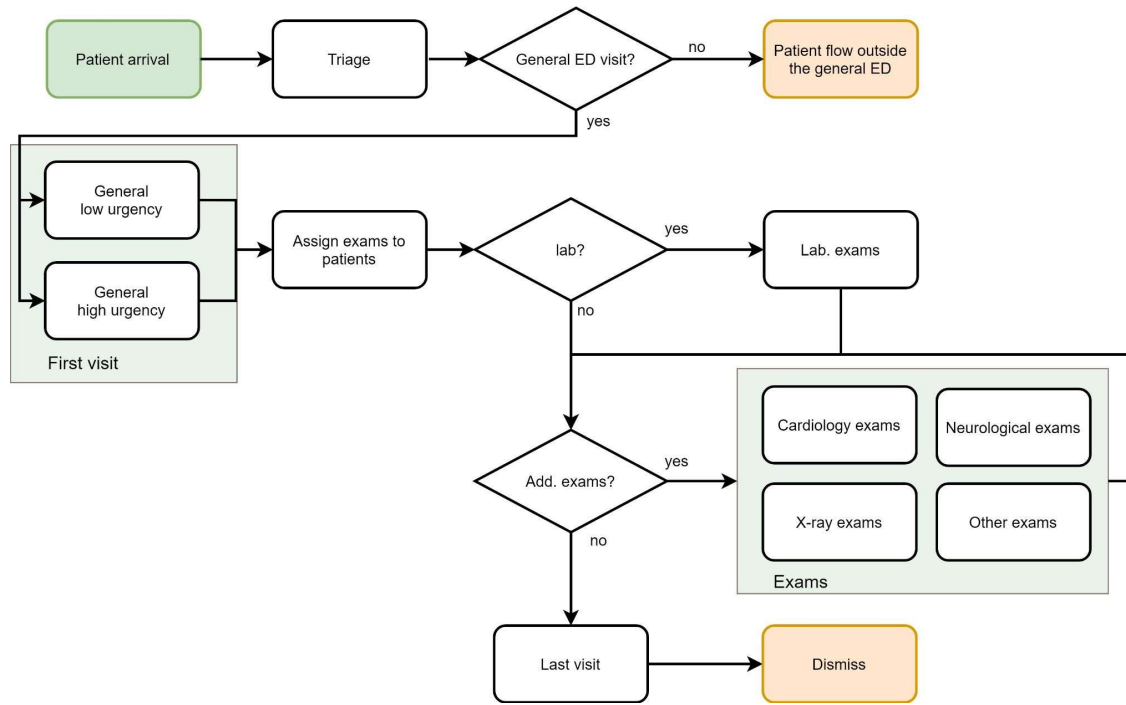 Patient arrival
Triage
General ED visit?
no
Patient flow outside
the general ED
yes
General
low urgency
General
high urgency
First visit
Assign exams to
patients
lab?
yes
Lab. exams
no
Add. exams?
yes
Cardiology exams
Neurological exams
X-ray exams
Other exams
Exams
no
Last visit
Dismiss